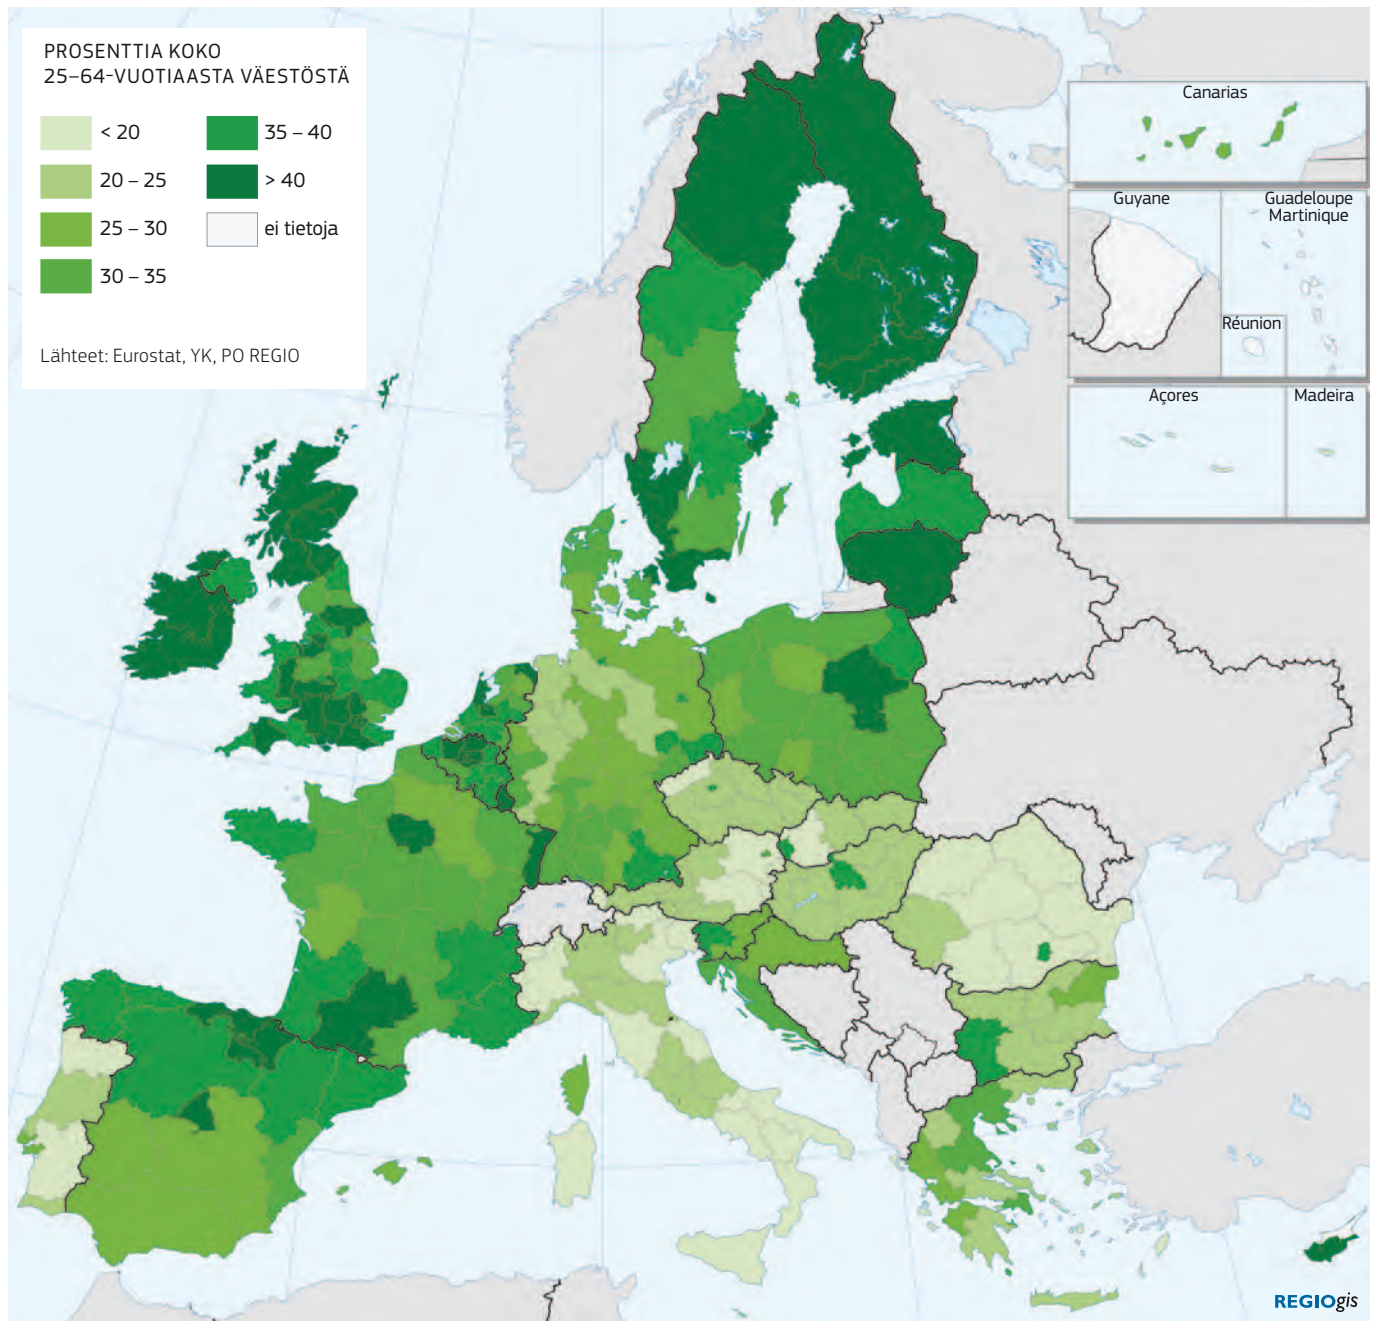 PROSENTTIA KOKO
25–64-VUOTIAASTA VÄESTÖSTÄ
< 20
20 – 25
25 – 30
30 – 35
35 – 40
> 40
ei tietoja
Lähteet: Eurostat, YK, PO REGIO
Canarias
Guyane
Guadeloupe
Martinique
Réunion
Açores
Madeira
REGIOgis